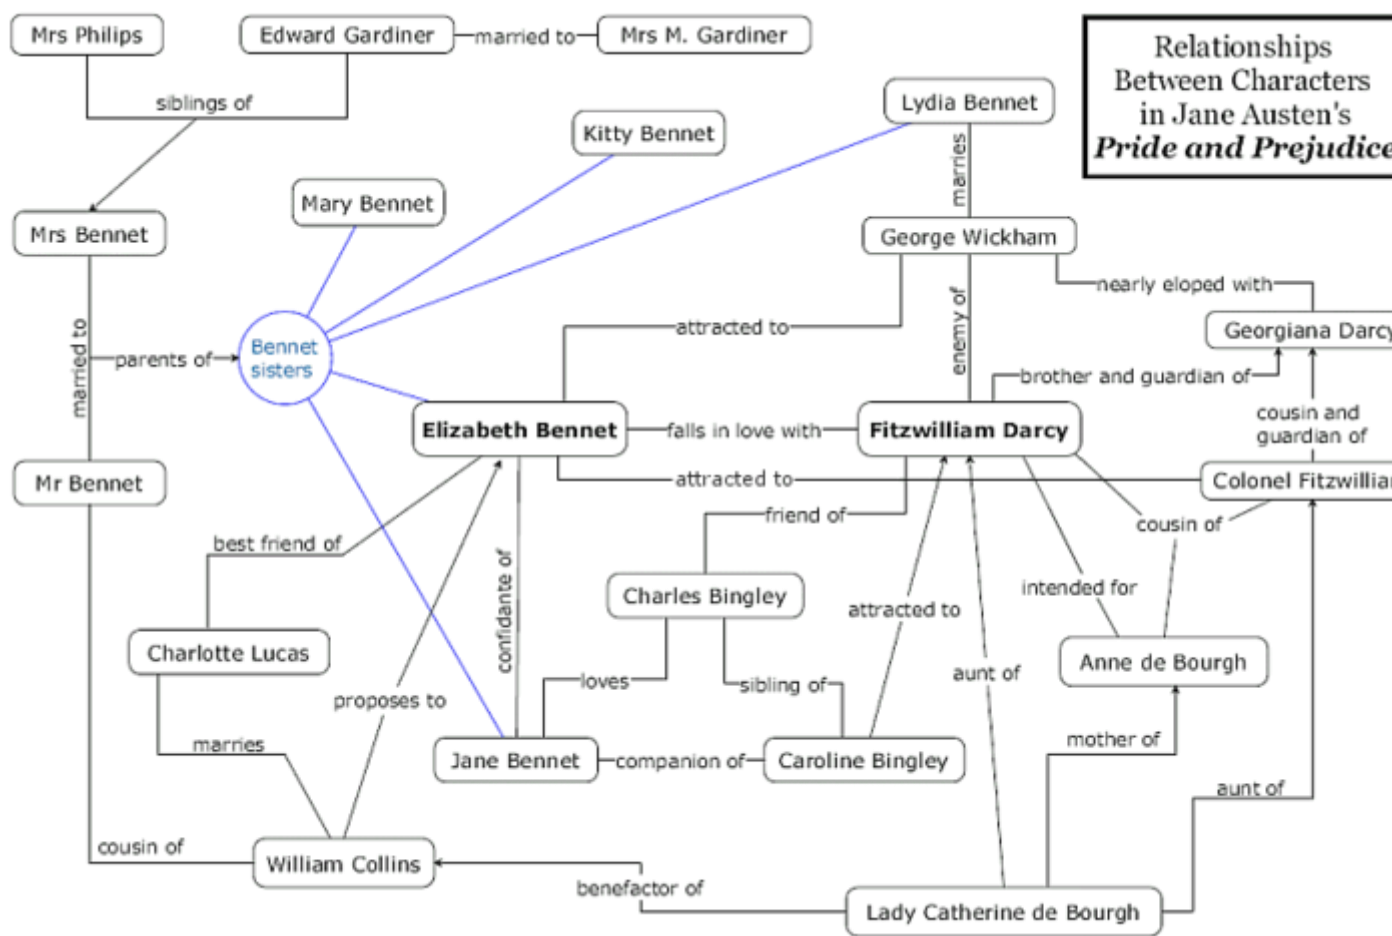 Mrs Philips
Edward Gardiner
married to
Mrs M. Gardiner
Relationships
Between Characters
in Jane Austen's
Pride and Prejudice
siblings of
Lydia Bennet
Kitty Bennet
marries
Mary Bennet
Mrs Bennet
George Wickham
nearly eloped with
married to
parents of
Bennet
sisters
attracted to
enemy of
Georgiana Darcy
brother and guardian of
Elizabeth Bennet
falls in love with
Fitzwilliam Darcy
cousin and
guardian of
Mr Bennet
attracted to
Colonel Fitzwilliam
friend of
cousin of
best friend of
confidante of
Charles Bingley
attracted to
intended for
Charlotte Lucas
Anne de Bourgh
proposes to
loves
sibling of
aunt of
marries
Jane Bennet
companion of
Caroline Bingley
mother of
aunt of
cousin of
William Collins
benefactor of
Lady Catherine de Bourgh